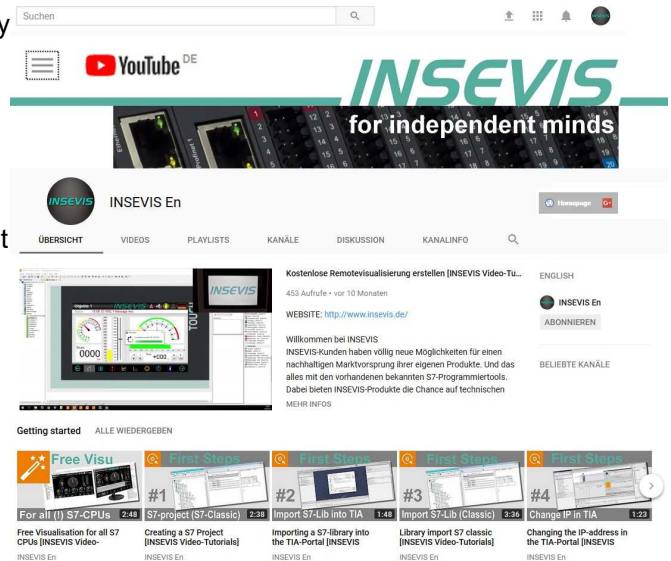 y
Suchen
YouTube DE
INSEVIS
for independent minds
INSEVIS
INSEVIS En
Homepage G+
t
ÜBERSICHT VIDEOS PLAYLISTS KANÄLE DISKUSSION KANALINFO
INSEVIS
TOUCH
0000
+000
Kostenlose Remotevisualisierung erstellen [INSEVIS Video-Tu...
453 Aufrufe • vor 10 Monaten
WEBSITE: http://www.insevis.de/
Willkommen bei INSEVIS
INSEVIS-Kunden haben völlig neue Möglichkeiten für einen
nachhaltigen Marktvorsprung ihrer eigenen Produkte. Und das
alles mit den vorhandenen bekannten S7-Programmiertools.
Dabei bieten INSEVIS-Produkte die Chance auf technischen
MEHR INFOS
ENGLISH
INSEVIS En
ABONNIEREN
BELIEBTE KANÄLE
Getting started ALLE WIEDERGEBEN
Free Visu
For all (!) S7-CPUs 2:48
Free Visualisation for all S7
CPUs [INSEVIS Video-
INSEVIS En
First Steps
#1
S7-project (S7-Classic) 2:38
Creating a S7 Project
[INSEVIS Video-Tutorials]
INSEVIS En
First Steps
#2
Import S7-Lib into TIA 1:48
Importing a S7-library into
the TIA-Portal [INSEVIS
INSEVIS En
First Steps
#3
Import S7-Lib (Classic) 3:36
Library import S7 classic
[INSEVIS Video-Tutorials]
INSEVIS En
First Steps
#4
Change IP in TIA 1:23
Changing the IP-address in
the TIA-Portal [INSEVIS
INSEVIS En